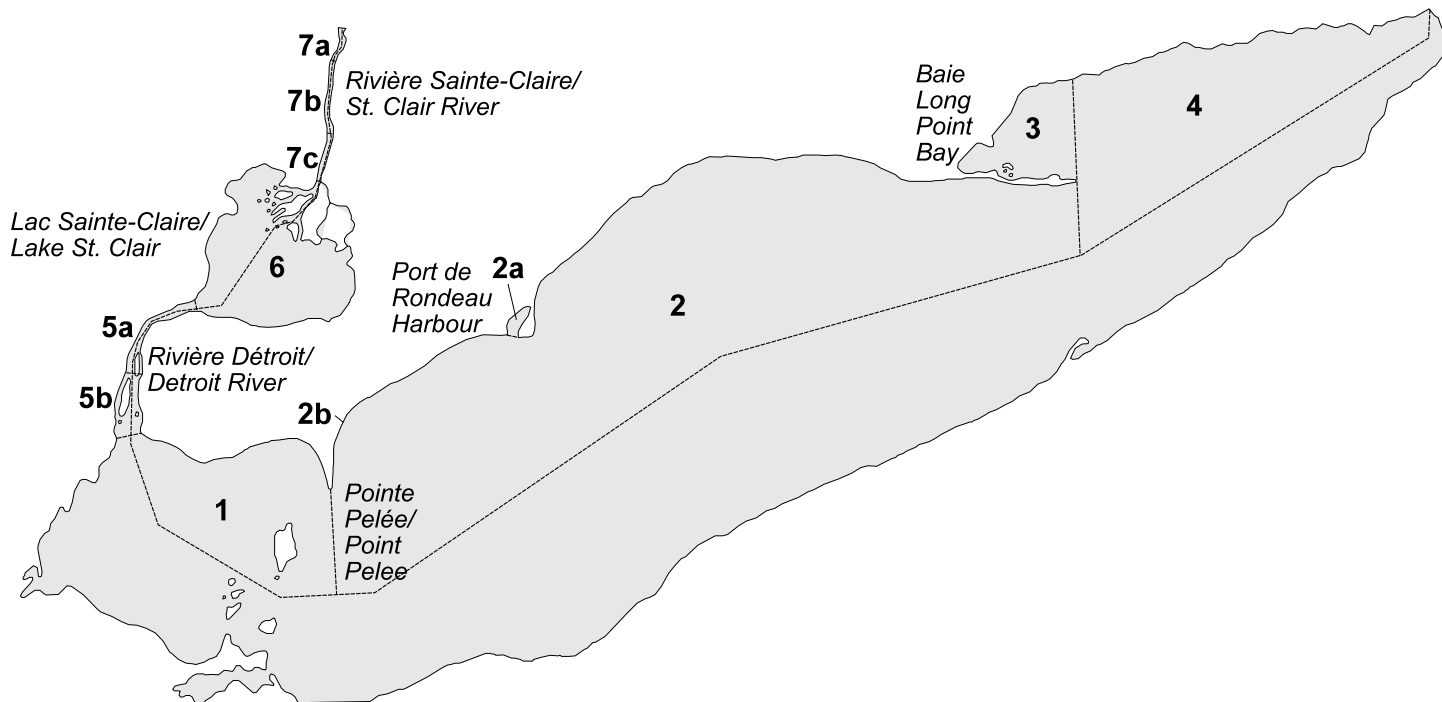 7a
Rivière Sainte-Claire/
St. Clair River
7b
7c
Lac Sainte-Claire/
Lake St. Clair
6
5a
Rivière Détroit/
Detroit River
5b
Port de
Rondeau
Harbour
2a
2b
2
1
Pointe
Pelée/
Point
Pelee
Baie
Long
Point
Bay
3
4